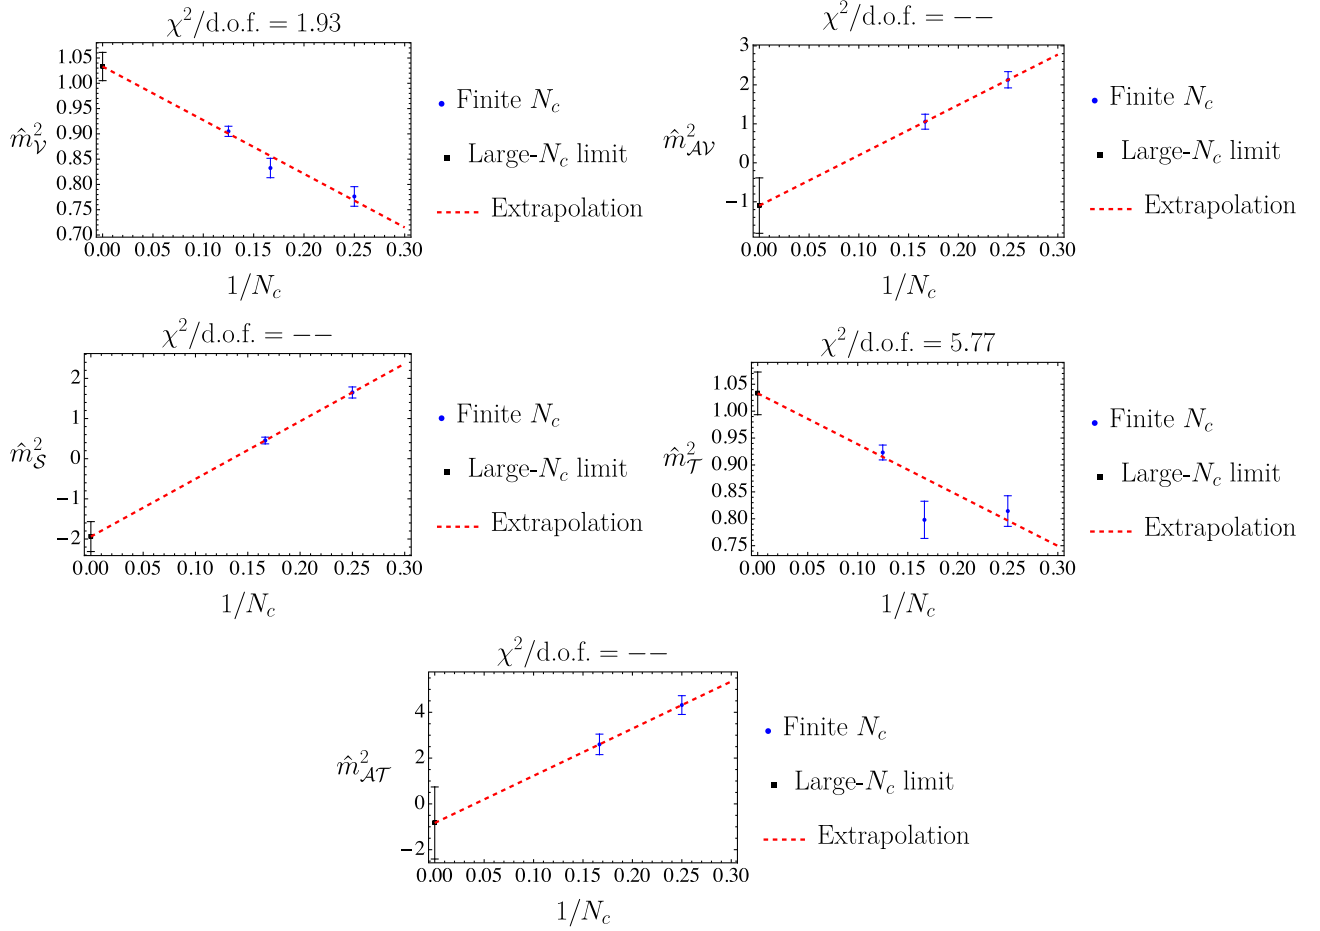 χ²/d.o.f. = 1.93
m̂²_𝒱
1.05
1.00
0.95
0.90
0.85
0.80
0.75
0.70
0.00 0.05 0.10 0.15 0.20 0.25 0.30
1/N_c
Finite N_c
Large-N_c limit
Extrapolation
χ²/d.o.f. = −−
m̂²_𝒜𝒱
3
2
1
0
−1
0.00 0.05 0.10 0.15 0.20 0.25 0.30
1/N_c
Finite N_c
Large-N_c limit
Extrapolation
χ²/d.o.f. = −−
m̂²_𝒮
2
1
0
−1
−2
0.00 0.05 0.10 0.15 0.20 0.25 0.30
1/N_c
Finite N_c
Large-N_c limit
Extrapolation
χ²/d.o.f. = 5.77
m̂²_𝒯
1.05
1.00
0.95
0.90
0.85
0.80
0.75
0.00 0.05 0.10 0.15 0.20 0.25 0.30
1/N_c
Finite N_c
Large-N_c limit
Extrapolation
χ²/d.o.f. = −−
m̂²_𝒜𝒯
4
2
0
−2
0.00 0.05 0.10 0.15 0.20 0.25 0.30
1/N_c
Finite N_c
Large-N_c limit
Extrapolation